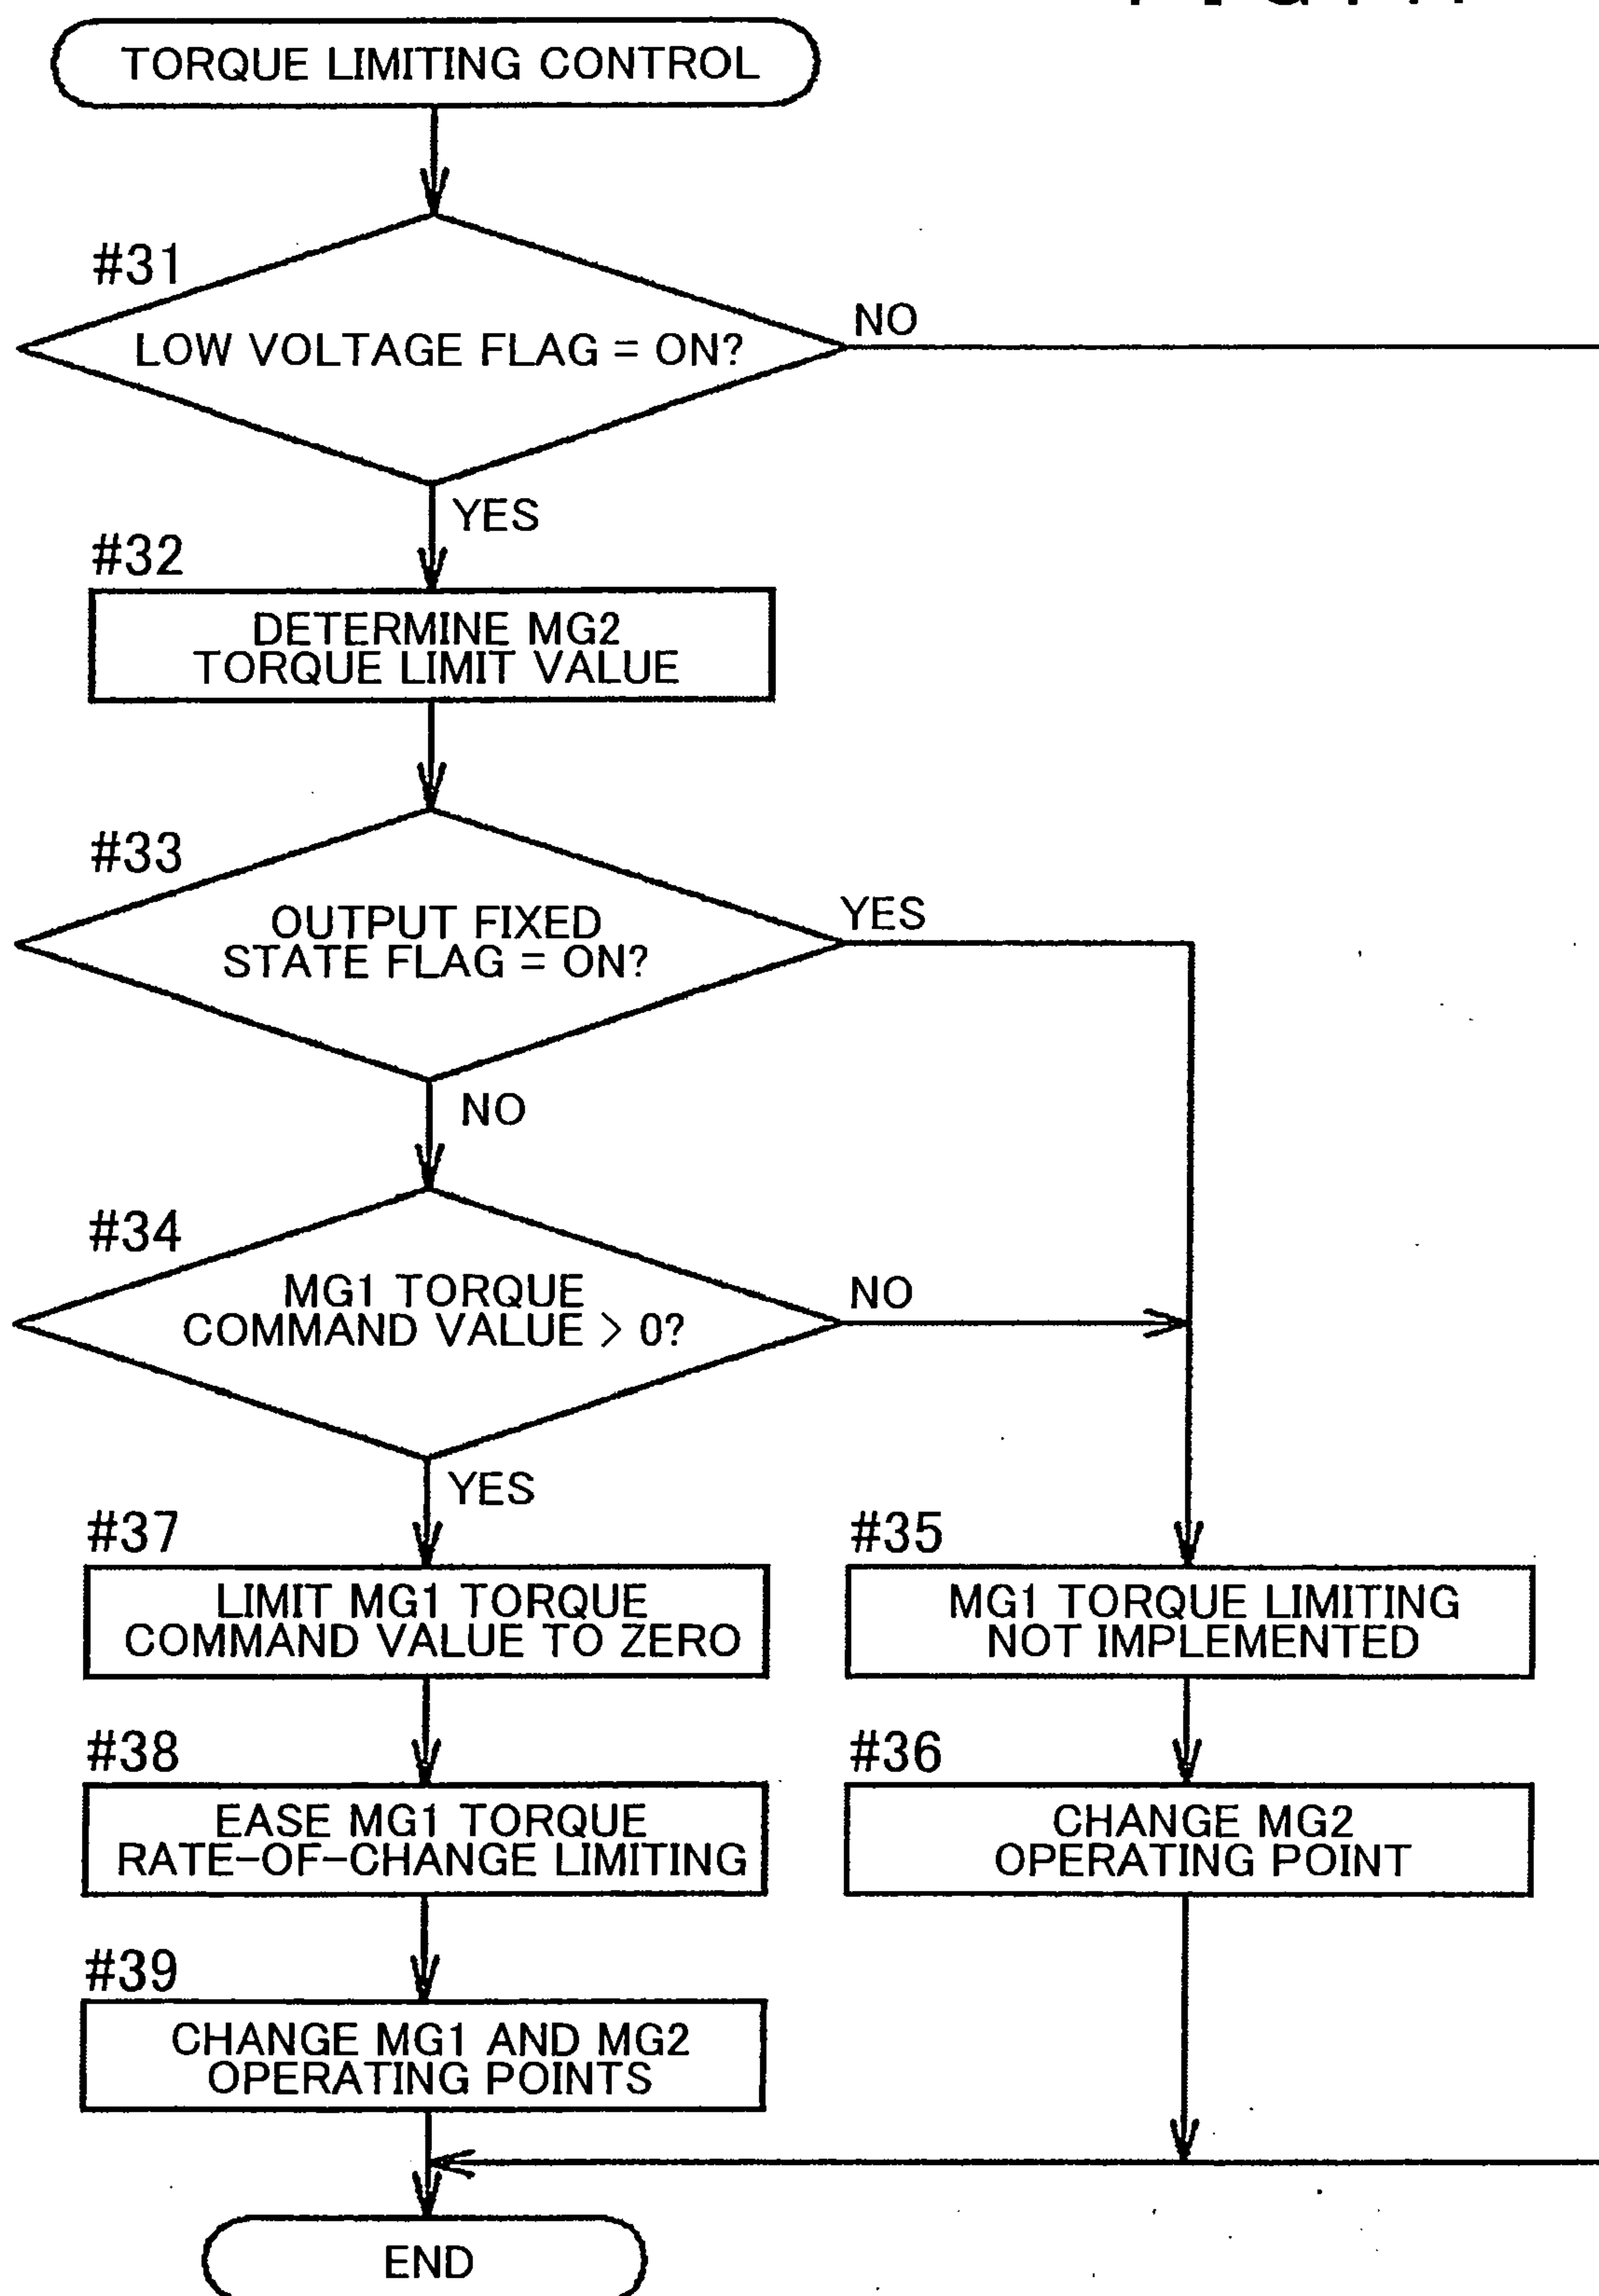 TORQUE LIMITING CONTROL
#31
LOW VOLTAGE FLAG = ON?
NO
YES
#32
DETERMINE MG2
TORQUE LIMIT VALUE
#33
OUTPUT FIXED
STATE FLAG = ON?
YES
NO
#34
MG1 TORQUE
COMMAND VALUE > 0?
NO
YES
#37
LIMIT MG1 TORQUE
COMMAND VALUE TO ZERO
#35
MG1 TORQUE LIMITING
NOT IMPLEMENTED
#38
EASE MG1 TORQUE
RATE-OF-CHANGE LIMITING
#36
CHANGE MG2
OPERATING POINT
#39
CHANGE MG1 AND MG2
OPERATING POINTS
END